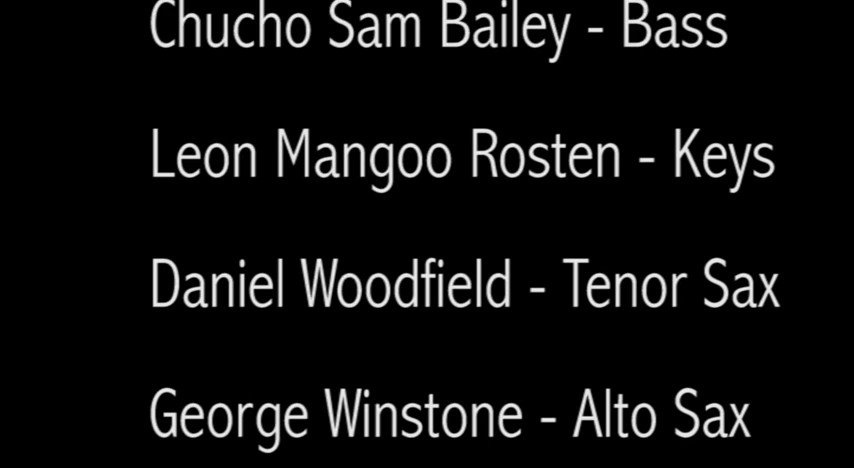 Chucho Sam Bailey - Bass
Leon Mangoo Rosten - Keys
Daniel Woodfield - Tenor Sax
George Winstone - Alto Sax